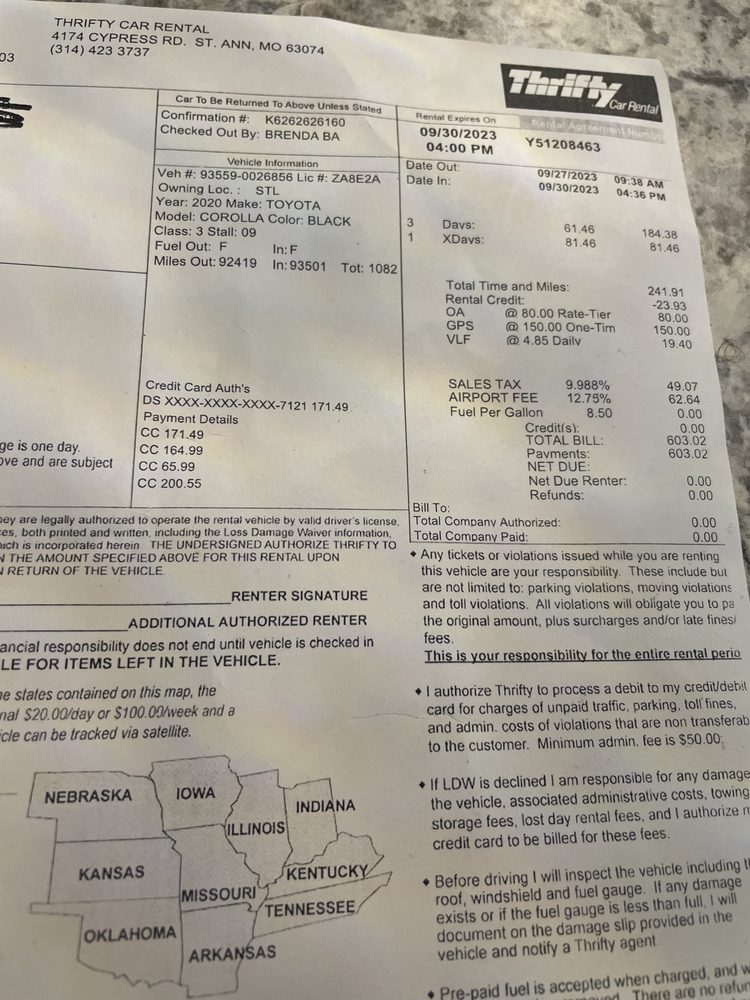 THRIFTY CAR RENTAL
4174 CYPRESS RD. ST. ANN, MO 63074
(314) 423 3737
03
Thrifty
Car Rental
Car To Be Returned To Above Unless Stated
Confirmation #: K6262626160
Checked Out By: BRENDA BA
Rental Expires On
Rental Agreement Numbe
09/30/2023
04:00 PM
Y51208463
Vehicle Information
Veh #: 93559-0026856 Lic #: ZA8E2A
Owning Loc. : STL
Year: 2020 Make: TOYOTA
Model: COROLLA Color: BLACK
Class: 3 Stall: 09
Fuel Out: F In: F
Miles Out: 92419 In: 93501 Tot: 1082
Date Out: 09/27/2023 09:38 AM
Date In: 09/30/2023 04:36 PM
3 Days: 61.46 184.38
1 XDays: 81.46 81.46
Total Time and Miles: 241.91
Rental Credit: -23.93
OA @ 80.00 Rate-Tier 80.00
GPS @ 150.00 One-Tim 150.00
VLF @ 4.85 Daily 19.40
Credit Card Auth's
DS XXXX-XXXX-XXXX-7121 171.49
Payment Details
CC 171.49
CC 164.99
CC 65.99
CC 200.55
SALES TAX 9.988% 49.07
AIRPORT FEE 12.75% 62.64
Fuel Per Gallon 8.50 0.00
Credit(s): 0.00
TOTAL BILL: 603.02
Payments: 603.02
NET DUE:
Net Due Renter: 0.00
Refunds: 0.00
Bill To:
Total Company Authorized: 0.00
Total Company Paid: 0.00
ge is one day.
ove and are subject
ey are legally authorized to operate the rental vehicle by valid driver's license,
ces, both printed and written, including the Loss Damage Waiver information,
ich is incorporated herein THE UNDERSIGNED AUTHORIZE THRIFTY TO
N THE AMOUNT SPECIFIED ABOVE FOR THIS RENTAL UPON
N RETURN OF THE VEHICLE.
RENTER SIGNATURE
ADDITIONAL AUTHORIZED RENTER
ancial responsibility does not end until vehicle is checked in
LE FOR ITEMS LEFT IN THE VEHICLE.
e states contained on this map, the
nal $20.00/day or $100.00/week and a
icle can be tracked via satellite.
NEBRASKA
IOWA
ILLINOIS
INDIANA
KANSAS
MISSOURI
KENTUCKY
TENNESSEE
OKLAHOMA
ARKANSAS
♦ Any tickets or violations issued while you are renting
this vehicle are your responsibility. These include but
are not limited to: parking violations, moving violations
and toll violations. All violations will obligate you to pa
the original amount, plus surcharges and/or late fines/
fees.
This is your responsibility for the entire rental perio
♦ I authorize Thrifty to process a debit to my credit/debit
card for charges of unpaid traffic, parking, toll fines,
and admin. costs of violations that are non transferab
to the customer. Minimum admin. fee is $50.00;
♦ If LDW is declined I am responsible for any damage
the vehicle, associated administrative costs, towing
storage fees, lost day rental fees, and I authorize m
credit card to be billed for these fees.
♦ Before driving I will inspect the vehicle including t
roof, windshield and fuel gauge. If any damage
exists or if the fuel gauge is less than full, I will
document on the damage slip provided in the
vehicle and notify a Thrifty agent.
♦ Pre-paid fuel is accepted when charged, and w
There are no refun